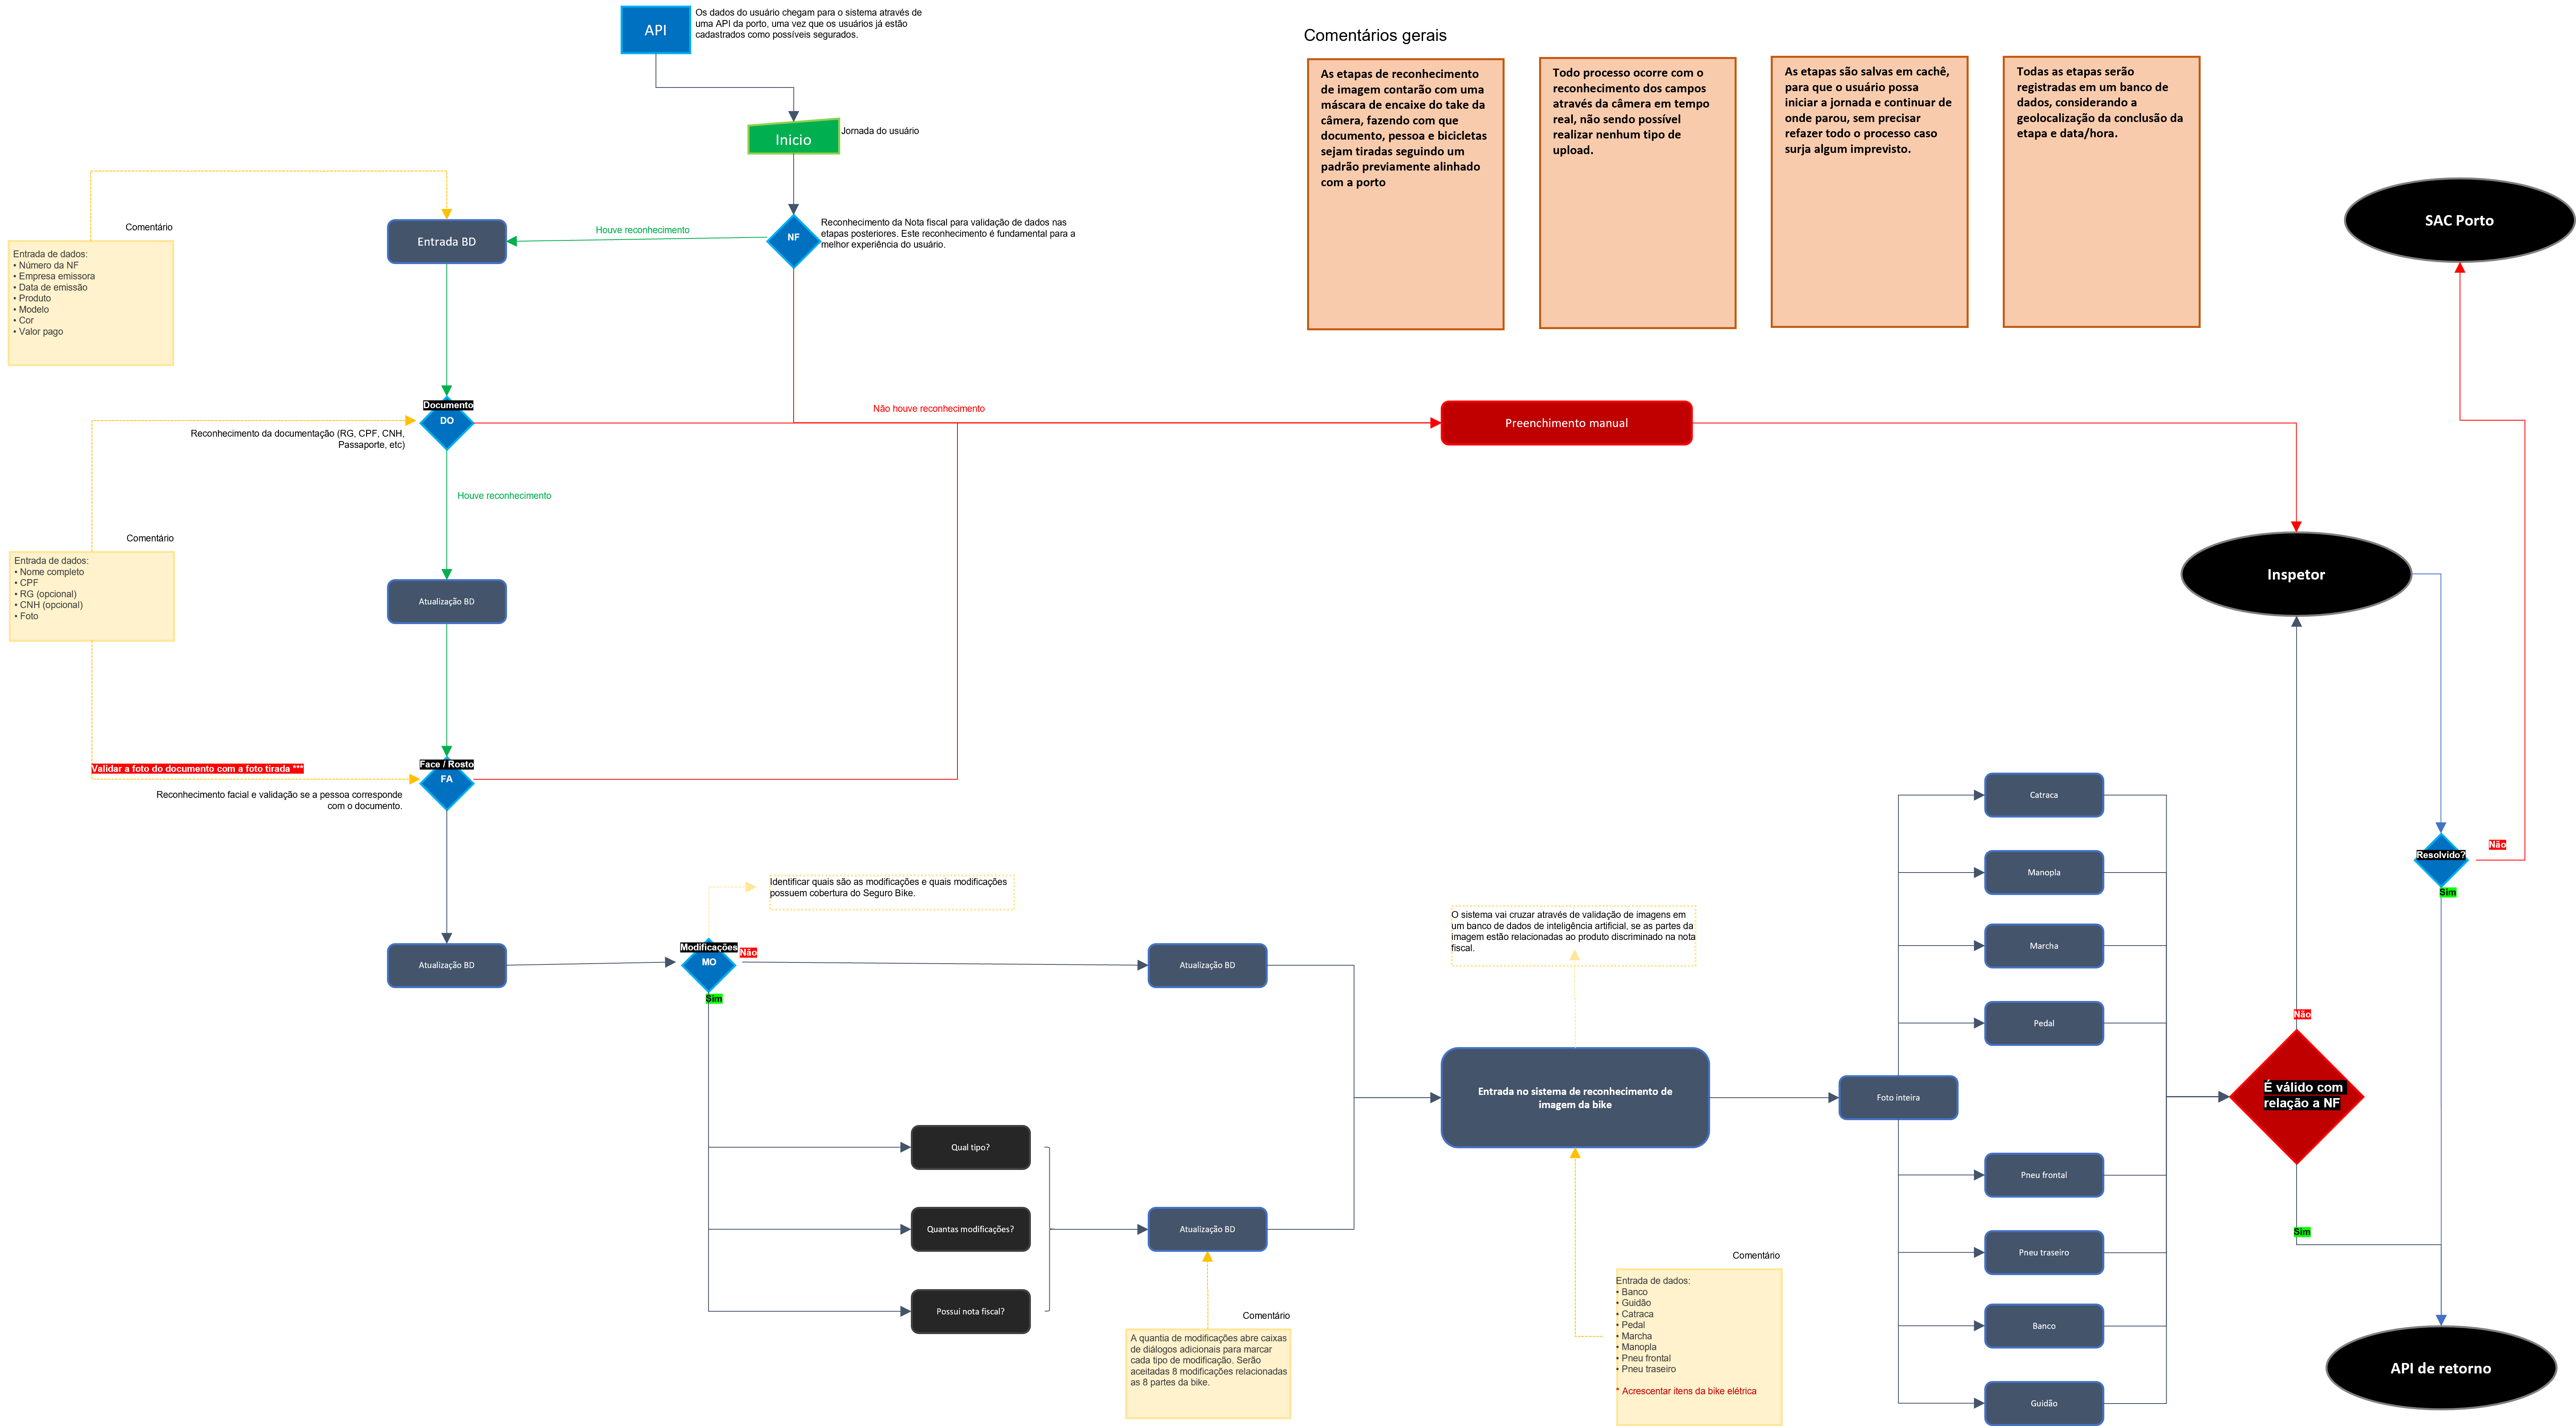 API
Os dados do usuário chegam para o sistema através de
uma API da porto, uma vez que os usuários já estão
cadastrados como possíveis segurados.
Comentários gerais
As etapas de reconhecimento
de imagem contarão com uma
máscara de encaixe do take da
câmera, fazendo com que
documento, pessoa e bicicletas
sejam tiradas seguindo um
padrão previamente alinhado
com a porto
Todo processo ocorre com o
reconhecimento dos campos
através da câmera em tempo
real, não sendo possível
realizar nenhum tipo de
upload.
As etapas são salvas em cachê,
para que o usuário possa
iniciar a jornada e continuar de
onde parou, sem precisar
refazer todo o processo caso
surja algum imprevisto.
Todas as etapas serão
registradas em um banco de
dados, considerando a
geolocalização da conclusão da
etapa e data/hora.
Inicio
Jornada do usuário
SAC Porto
Comentário
Entrada de dados:
• Número da NF
• Empresa emissora
• Data de emissão
• Produto
• Modelo
• Cor
• Valor pago
Entrada BD
Houve reconhecimento
NF
Reconhecimento da Nota fiscal para validação de dados nas
etapas posteriores. Este reconhecimento é fundamental para a
melhor experiência do usuário.
Documento
DO
Reconhecimento da documentação (RG, CPF, CNH,
Passaporte, etc)
Não houve reconhecimento
Preenchimento manual
Houve reconhecimento
Comentário
Entrada de dados:
• Nome completo
• CPF
• RG (opcional)
• CNH (opcional)
• Foto
Atualização BD
Inspetor
Validar a foto do documento com a foto tirada ***
Face / Rosto
FA
Reconhecimento facial e validação se a pessoa corresponde
com o documento.
Resolvido?
Não
Sim
Atualização BD
Modificações
MO
Não
Sim
Identificar quais são as modificações e quais modificações
possuem cobertura do Seguro Bike.
Atualização BD
Qual tipo?
Quantas modificações?
Possui nota fiscal?
Atualização BD
Comentário
A quantia de modificações abre caixas
de diálogos adicionais para marcar
cada tipo de modificação. Serão
aceitadas 8 modificações relacionadas
as 8 partes da bike.
O sistema vai cruzar através de validação de imagens em
um banco de dados de inteligência artificial, se as partes da
imagem estão relacionadas ao produto discriminado na nota
fiscal.
Entrada no sistema de reconhecimento de
imagem da bike
Comentário
Entrada de dados:
• Banco
• Guidão
• Catraca
• Pedal
• Marcha
• Manopla
• Pneu frontal
• Pneu traseiro
* Acrescentar itens da bike elétrica
Foto inteira
Catraca
Manopla
Marcha
Pedal
Pneu frontal
Pneu traseiro
Banco
Guidão
Não
É válido com
relação a NF
Sim
API de retorno